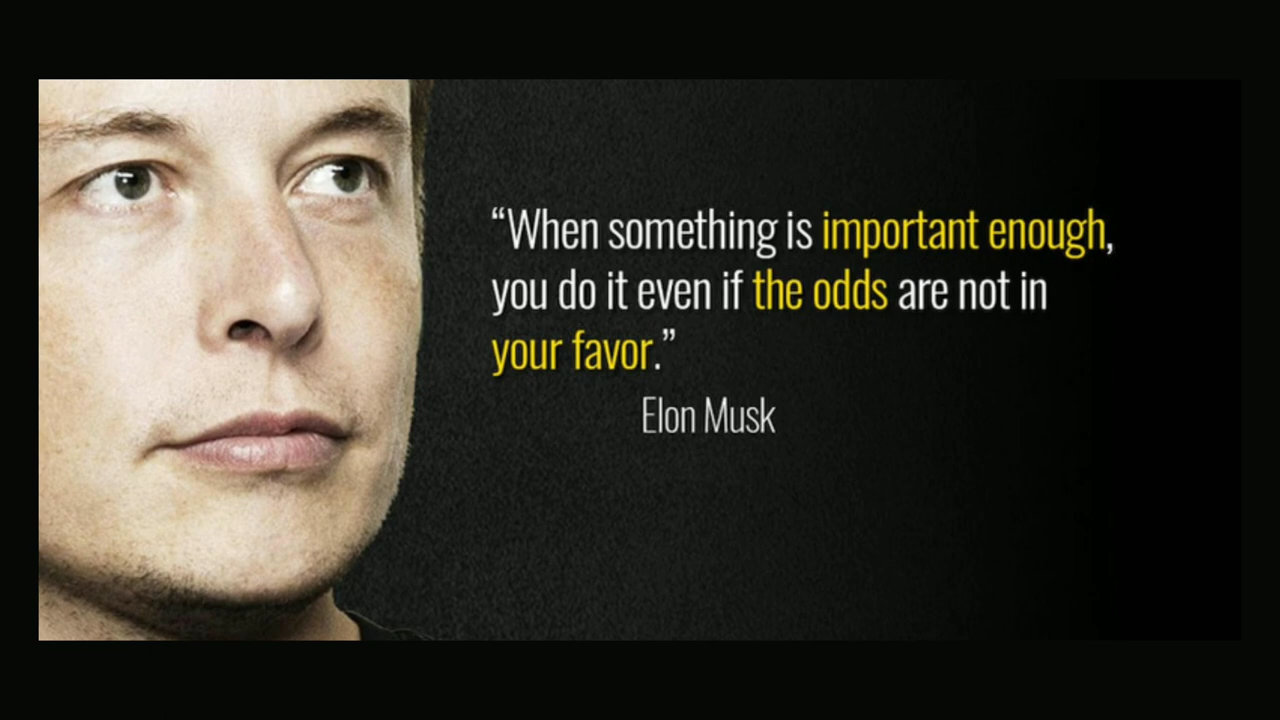 “When something is important enough,
you do it even if the odds are not in
your favor.”
Elon Musk